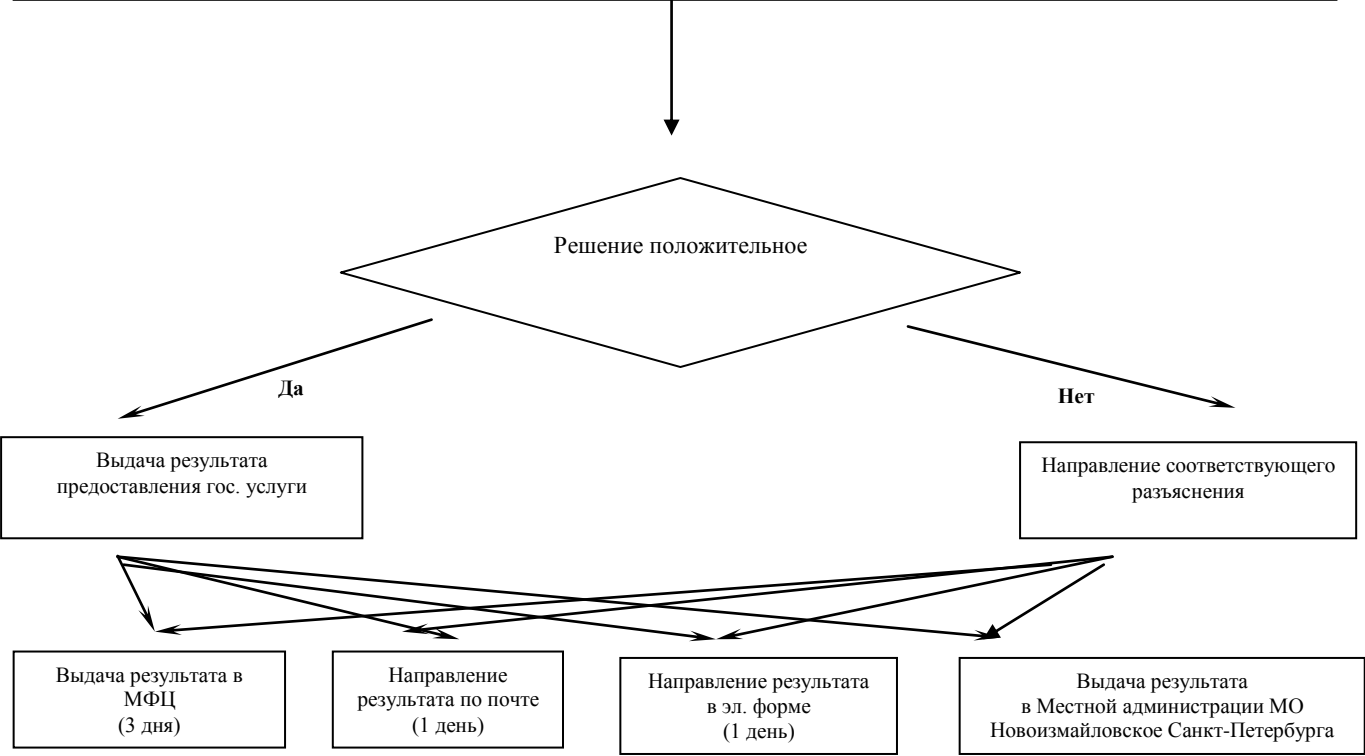 Решение положительное
Да
Нет
Выдача результата
предоставления гос. услуги
Направление соответствующего
разъяснения
Выдача результата в
МФЦ
(3 дня)
Направление
результата по почте
(1 день)
Направление результата
в эл. форме
(1 день)
Выдача результата
в Местной администрации МО
Новоизмайловское Санкт-Петербурга